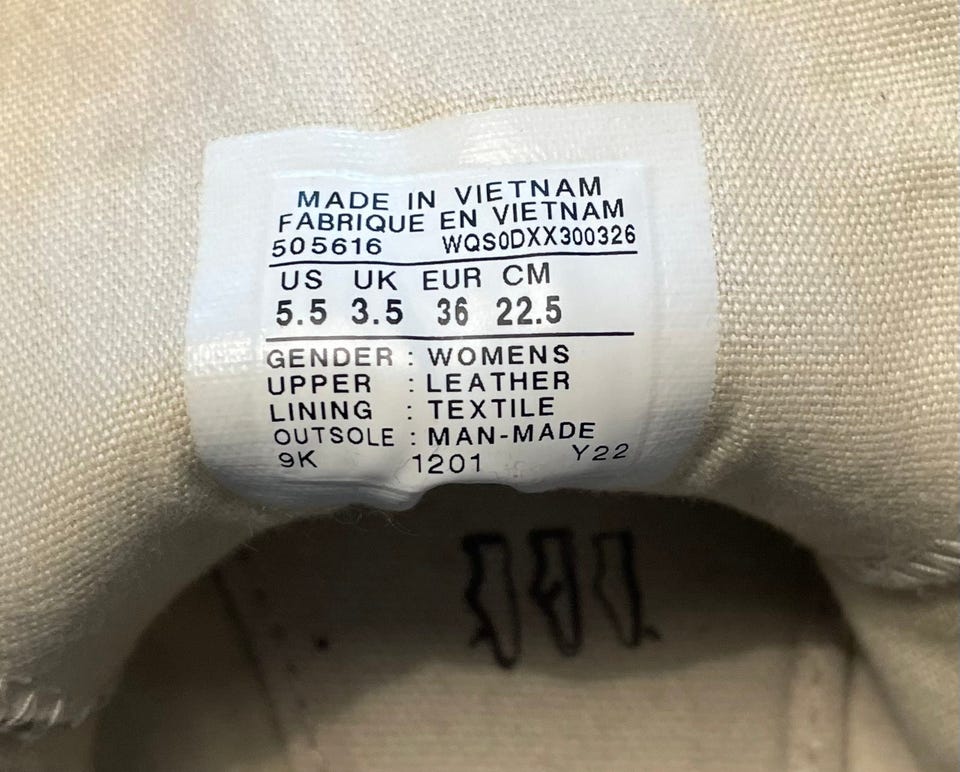 MADE IN VIETNAM
FABRIQUE EN VIETNAM
505616 WQS0DXX300326
US UK EUR CM
5.5 3.5 36 22.5
GENDER : WOMENS
UPPER : LEATHER
LINING : TEXTILE
OUTSOLE : MAN-MADE
9K 1201 Y22